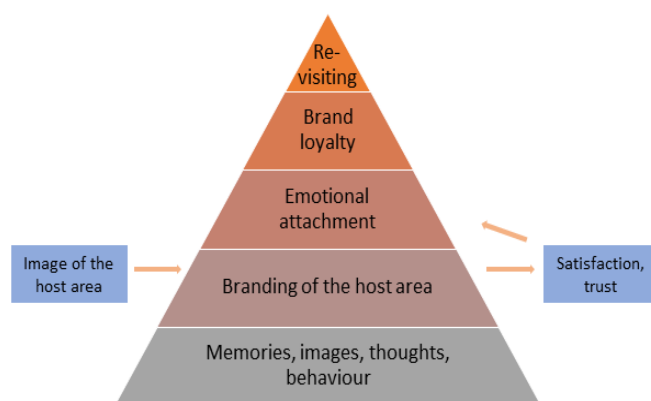 Re-
visiting
Brand
loyalty
Emotional
attachment
Image of the
host area
Branding of the host area
Satisfaction,
trust
Memories, images, thoughts,
behaviour